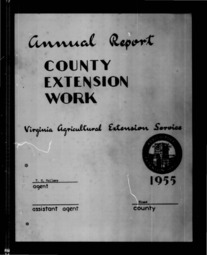 Annual Report
COUNTY
EXTENSION
WORK
Virginia Agricultural Extension Service
1955
agent
assistant agent
county